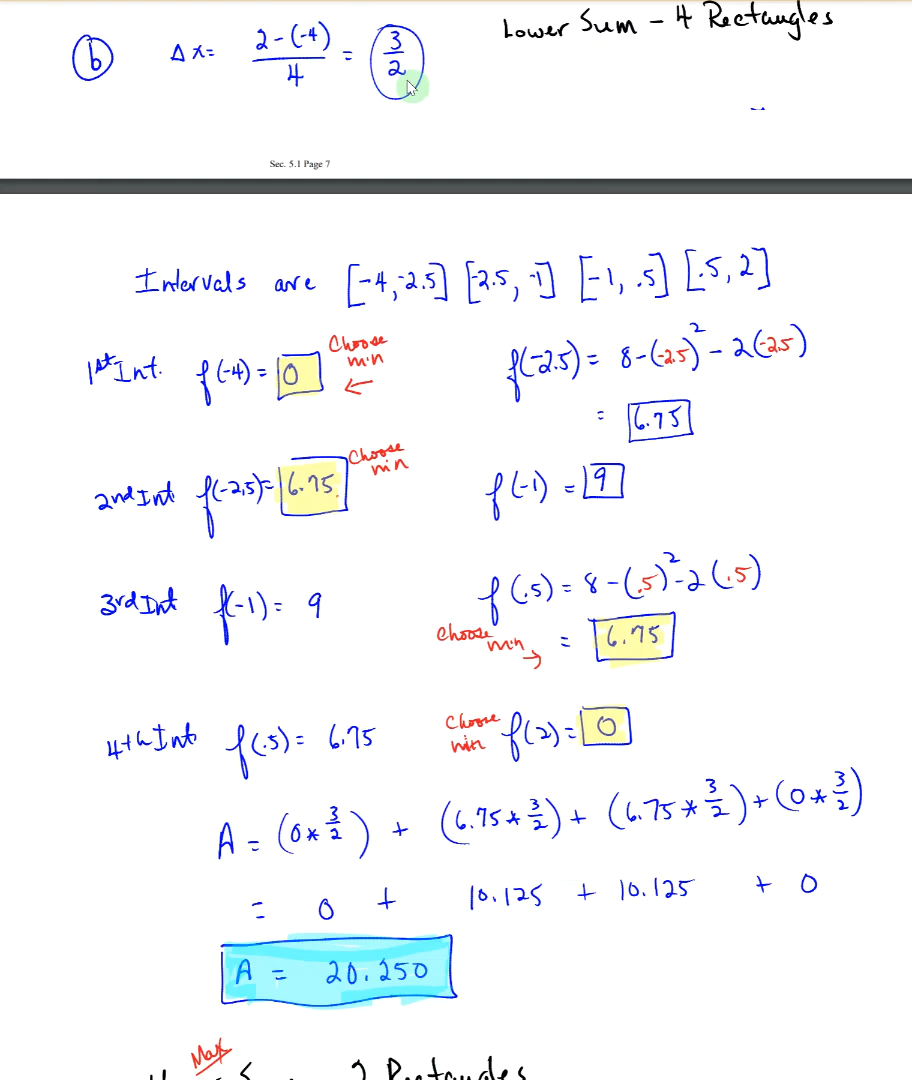 Lower Sum - 4 Rectangles
(b) Δx = 2-(-4)/4 = 3/2
Sec. 5.1 Page 7
Intervals are [-4,-2.5] [-2.5, -1] [-1, .5] [.5, 2]
1st Int. f(-4) = 0 Choose min ← f(-2.5) = 8-(-2.5)² - 2(-2.5)
= 6.75
2nd Int f(-2.5) = 6.75 Choose min f(-1) = 9
3rd Int f(-1) = 9 f(.5) = 8-(.5)²-2(.5)
Choose min → = 6.75
4th Int f(.5) = 6.75 Choose min f(2) = 0
A = (0*3/2) + (6.75*3/2) + (6.75*3/2) + (0*3/2)
= 0 + 10.125 + 10.125 + 0
A = 20.250
Max
Rectangles